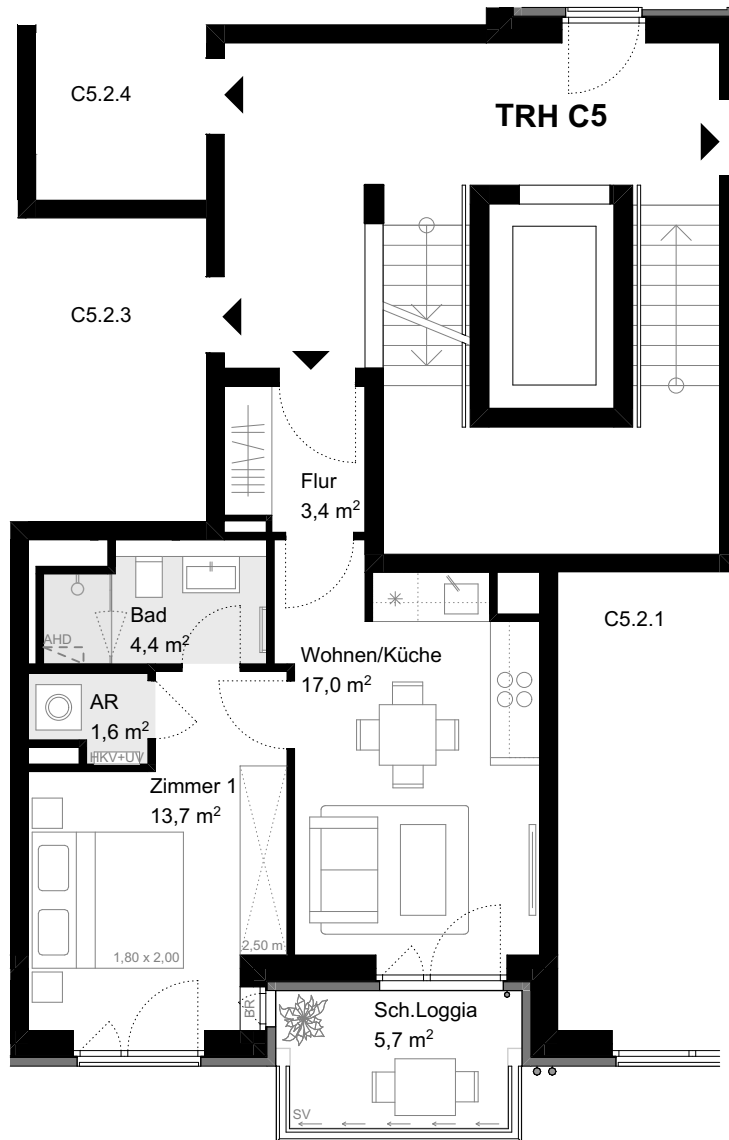 C5.2.4
TRH C5
C5.2.3
Flur
3,4 m²
Bad
4,4 m²
AHD
C5.2.1
Wohnen/Küche
17,0 m²
AR
1,6 m²
HKV+UV
Zimmer 1
13,7 m²
1,80 x 2,00
2,50 m
BR
Sch.Loggia
5,7 m²
SV